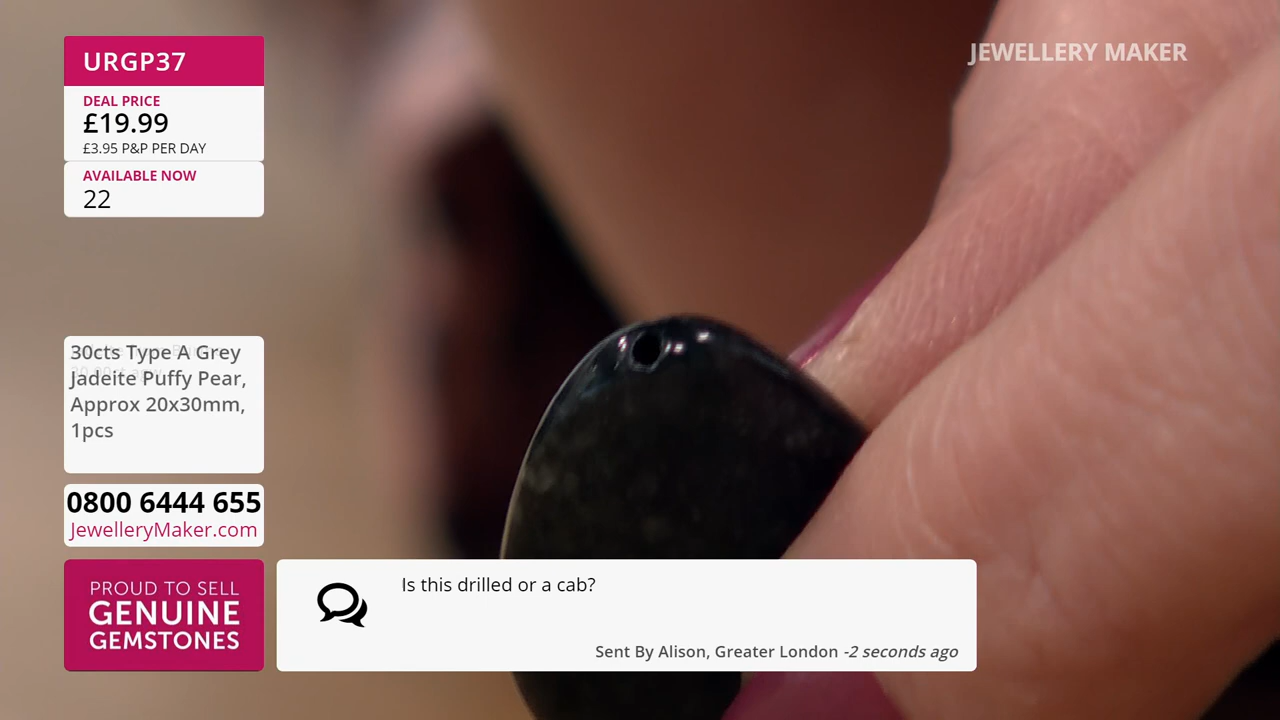 URGP37
DEAL PRICE
£19.99
£3.95 P&P PER DAY
AVAILABLE NOW
22
JEWELLERY MAKER
30cts Type A Grey
Jadeite Puffy Pear,
Approx 20x30mm,
1pcs
0800 6444 655
JewelleryMaker.com
PROUD TO SELL
GENUINE
GEMSTONES
Is this drilled or a cab?
Sent By Alison, Greater London -2 seconds ago